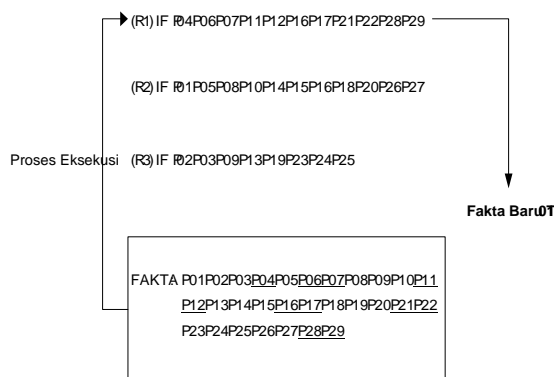 (R1) IF P04P06P07P11P12P16P17P21P22P28P29
(R2) IF P01P05P08P10P14P15P16P18P20P26P27
Proses Eksekusi (R3) IF P02P03P09P13P19P23P24P25
Fakta Baru
FAKTA P01P02P03P04P05P06P07P08P09P10P11
P12P13P14P15P16P17P18P19P20P21P22
P23P24P25P26P27P28P29